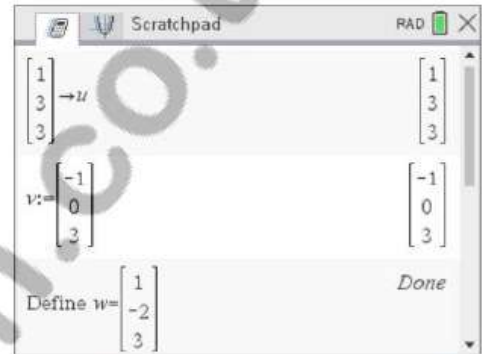 Scratchpad RAD
[1 3 3] →u [1 3 3]
v:=[-1 0 3] [-1 0 3]
Define w=[1 -2 3] Done